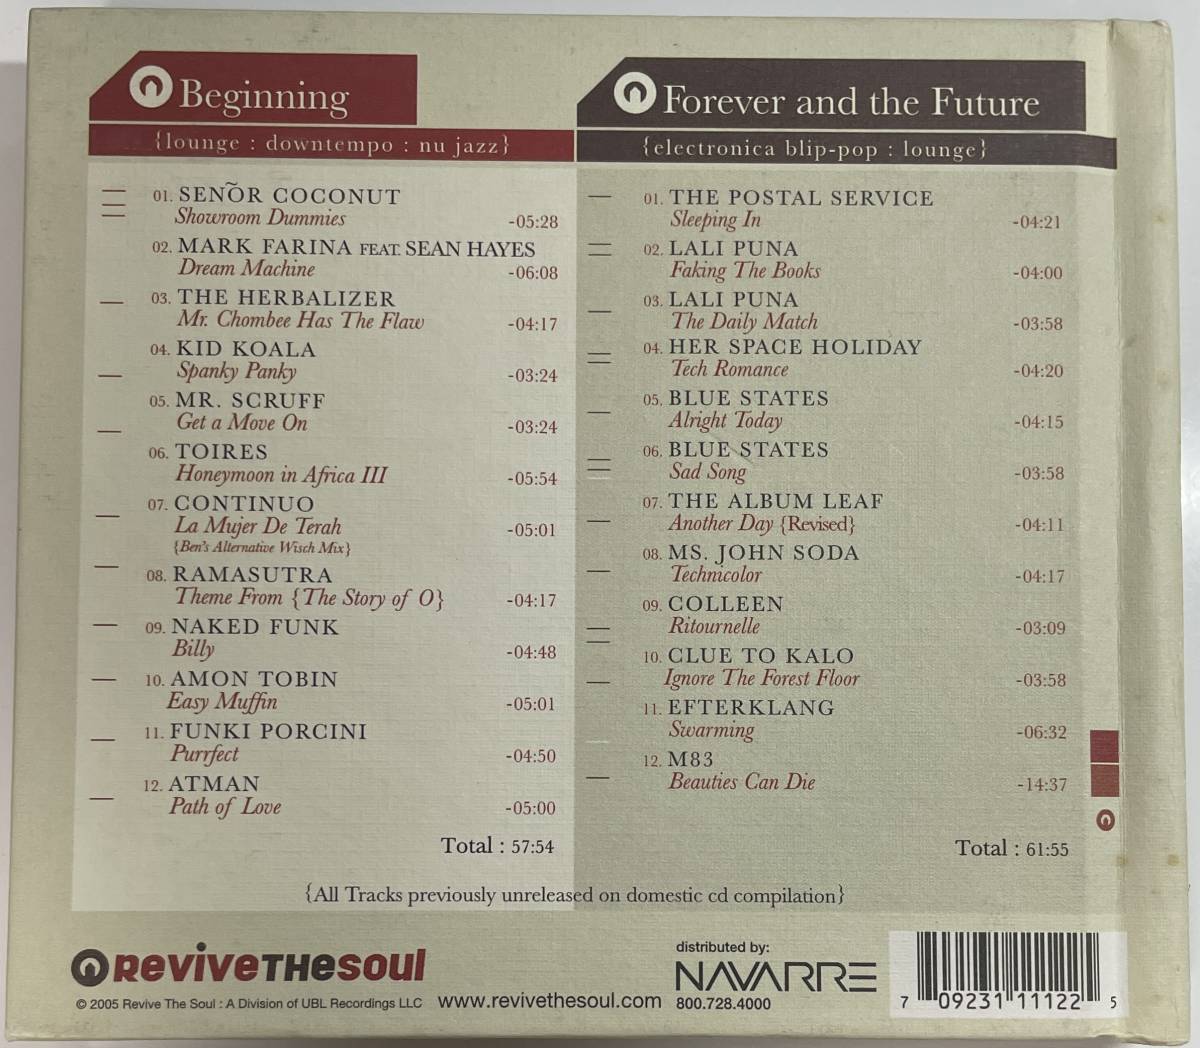 Beginning
{lounge : downtempo : nu jazz}
01. SENÕR COCONUT
Showroom Dummies -05:28
02. MARK FARINA FEAT. SEAN HAYES
Dream Machine -06:08
03. THE HERBALIZER
Mr. Chombee Has The Flaw -04:17
04. KID KOALA
Spanky Panky -03:24
05. MR. SCRUFF
Get a Move On -03:24
06. TOIRES
Honeymoon in Africa III -05:54
07. CONTINUO
La Mujer De Terah -05:01
{Ben's Alternative Wisch Mix}
08. RAMASUTRA
Theme From {The Story of O} -04:17
09. NAKED FUNK
Billy -04:48
10. AMON TOBIN
Easy Muffin -05:01
11. FUNKI PORCINI
Purrfect -04:50
12. ATMAN
Path of Love -05:00
Total : 57:54
Forever and the Future
{electronica blip-pop : lounge}
01. THE POSTAL SERVICE
Sleeping In -04:21
02. LALI PUNA
Faking The Books -04:00
03. LALI PUNA
The Daily Match -03:58
04. HER SPACE HOLIDAY
Tech Romance -04:20
05. BLUE STATES
Alright Today -04:15
06. BLUE STATES
Sad Song -03:58
07. THE ALBUM LEAF
Another Day {Revised} -04:11
08. MS. JOHN SODA
Technicolor -04:17
09. COLLEEN
Ritournelle -03:09
10. CLUE TO KALO
Ignore The Forest Floor -03:58
11. EFTERKLANG
Swarming -06:32
12. M83
Beauties Can Die -14:37
Total : 61:55
{All Tracks previously unreleased on domestic cd compilation}
reviveTHesoul
© 2005 Revive The Soul : A Division of UBL Recordings LLC
www.revivethesoul.com
distributed by:
NAVARRE
800.728.4000
7 09231 11122 5